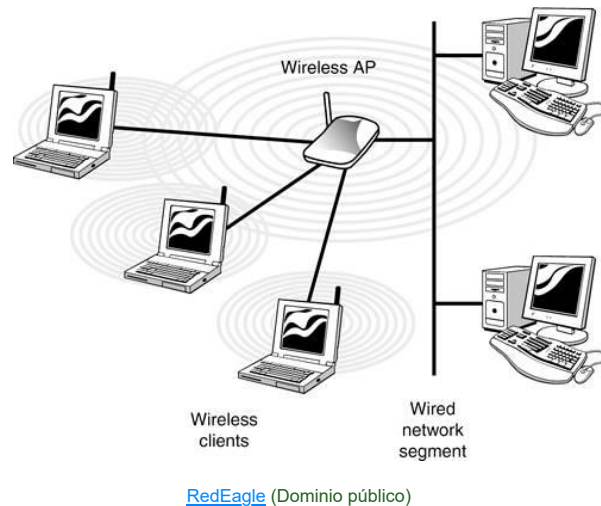 Wireless AP
Wireless
clients
Wired
network
segment
RedEagle (Dominio público)